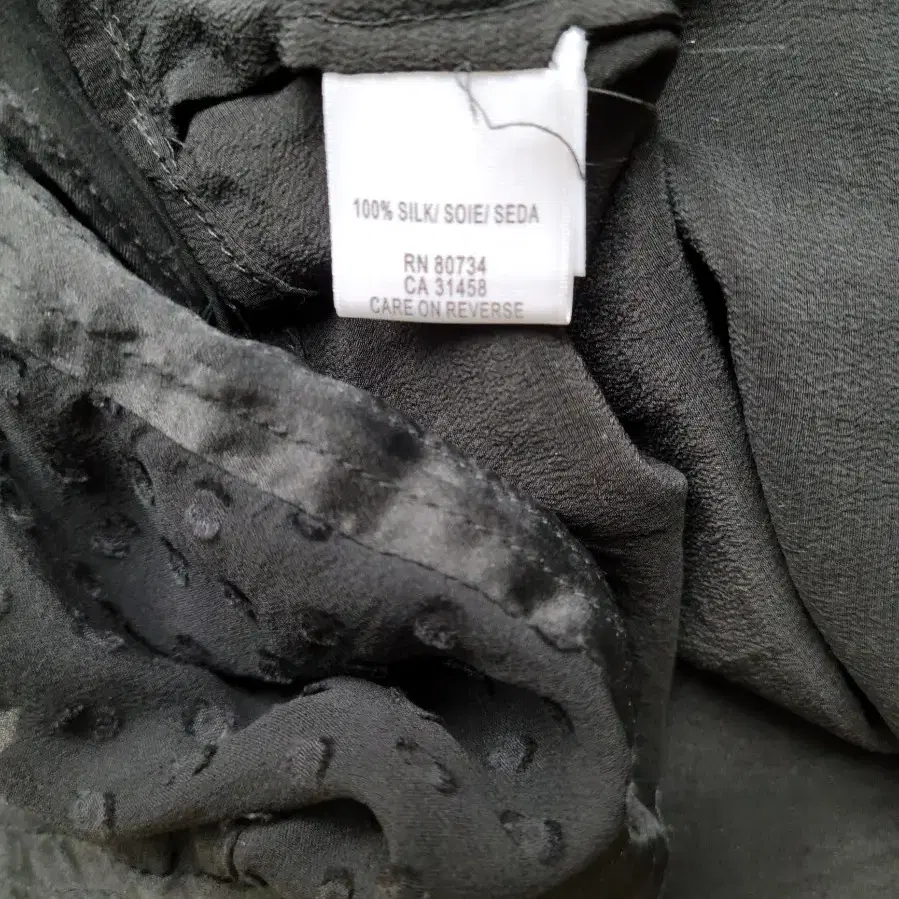 100% SILK/ SOIE/ SEDA
RN 80734
CA 31458
CARE ON REVERSE